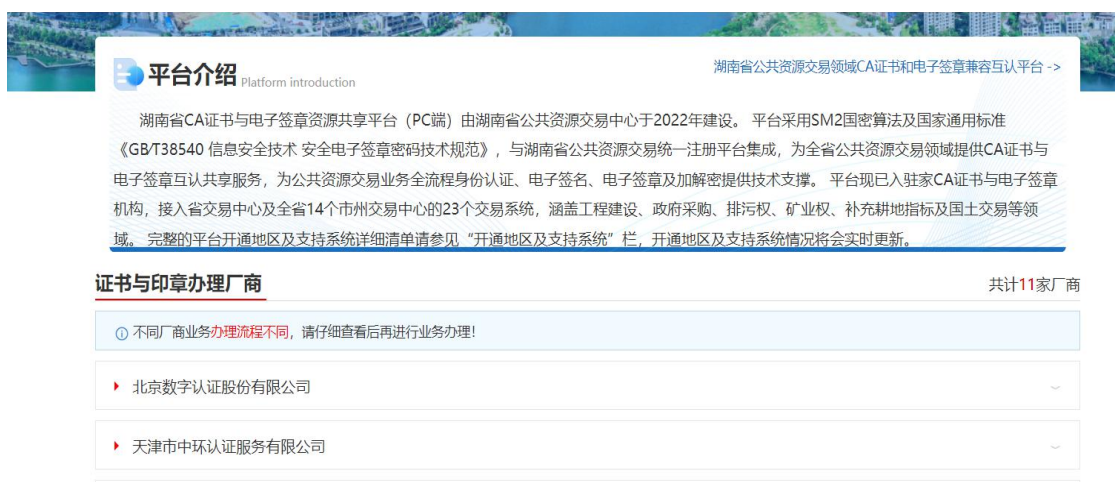 平台介绍 Platform introduction
湖南省公共资源交易领域CA证书和电子签章兼容互认平台 ->
湖南省CA证书与电子签章资源共享平台（PC端）由湖南省公共资源交易中心于2022年建设。 平台采用SM2国密算法及国家通用标准
《GB/T38540 信息安全技术 安全电子签章密码技术规范》，与湖南省公共资源交易统一注册平台集成，为全省公共资源交易领域提供CA证书与
电子签章互认共享服务，为公共资源交易业务全流程身份认证、电子签名、电子签章及加解密提供技术支撑。 平台现已入驻家CA证书与电子签章
机构，接入省交易中心及全省14个市州交易中心的23个交易系统，涵盖工程建设、政府采购、排污权、矿业权、补充耕地指标及国土交易等领
域。 完整的平台开通地区及支持系统详细清单请参见“开通地区及支持系统”栏，开通地区及支持系统情况将会实时更新。
证书与印章办理厂商
共计11家厂商
不同厂商业务办理流程不同，请仔细查看后再进行业务办理！
北京数字认证股份有限公司
天津市中环认证服务有限公司